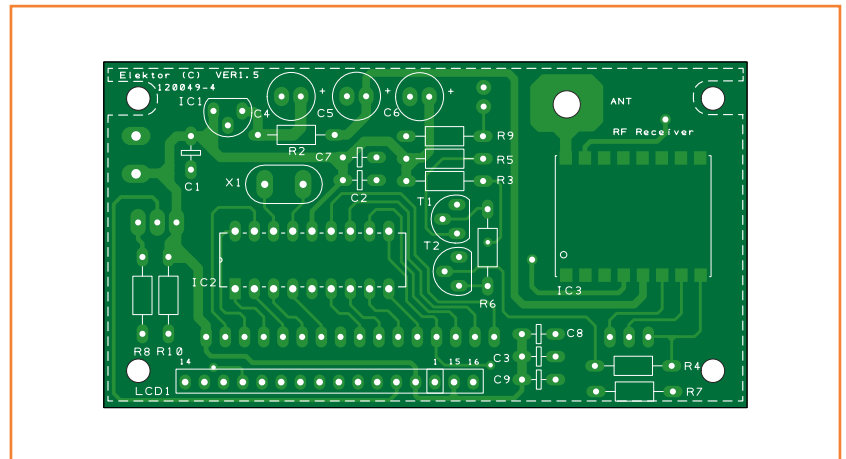 Elektor (C) VER1.5
120049-4
IC1
C4
C5
+
C6
+
+
ANT
RF Receiver
R2
R9
C7
R5
C1
X1
C2
R3
T1
T2
IC2
R6
IC3
R8 R10
C8
C3
R4
14
1 15 16
C9
LCD1
R7